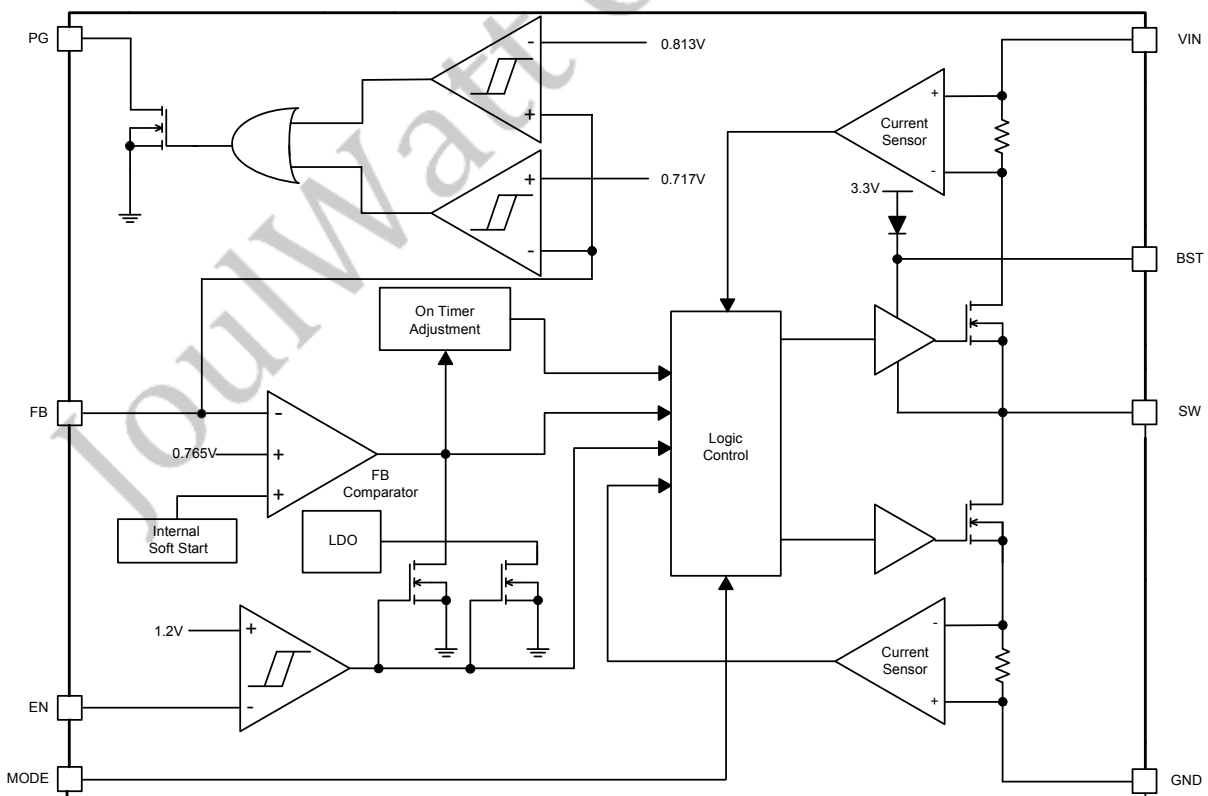 PG
0.813V
VIN
+
-
Current
Sensor
+
-
+
0.717V
3.3V
-
BST
On Timer
Adjustment
FB
-
SW
0.765V
+
Logic
Control
FB
Comparator
+
Internal
Soft Start
LDO
1.2V
+
-
Current
Sensor
EN
-
+
MODE
GND
JoulWatt